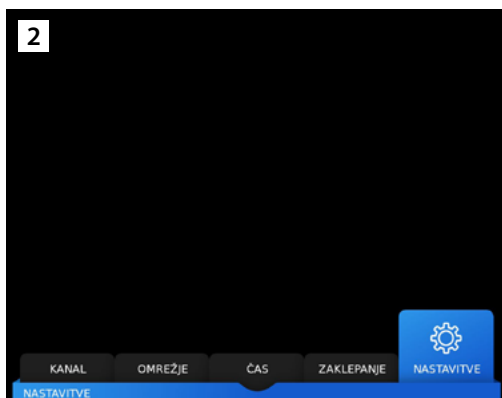 2
KANAL OMREŽJE ČAS ZAKLEPANJE NASTAVITVE
NASTAVITVE